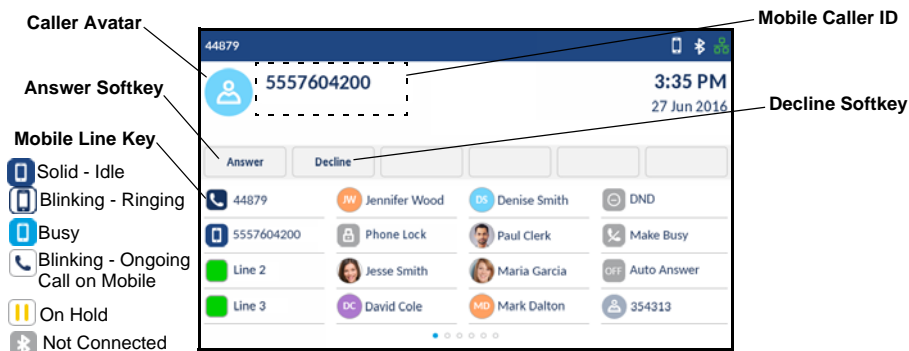 Caller Avatar
Mobile Caller ID
44879
5557604200
3:35 PM
27 Jun 2016
Answer Softkey
Decline Softkey
Mobile Line Key
Answer Decline
Solid - Idle
Blinking - Ringing
Busy
Blinking - Ongoing
Call on Mobile
On Hold
Not Connected
44879 JW Jennifer Wood DS Denise Smith DND
5557604200 Phone Lock Paul Clerk Make Busy
Line 2 Jesse Smith Maria Garcia OFF Auto Answer
Line 3 DC David Cole MD Mark Dalton 354313